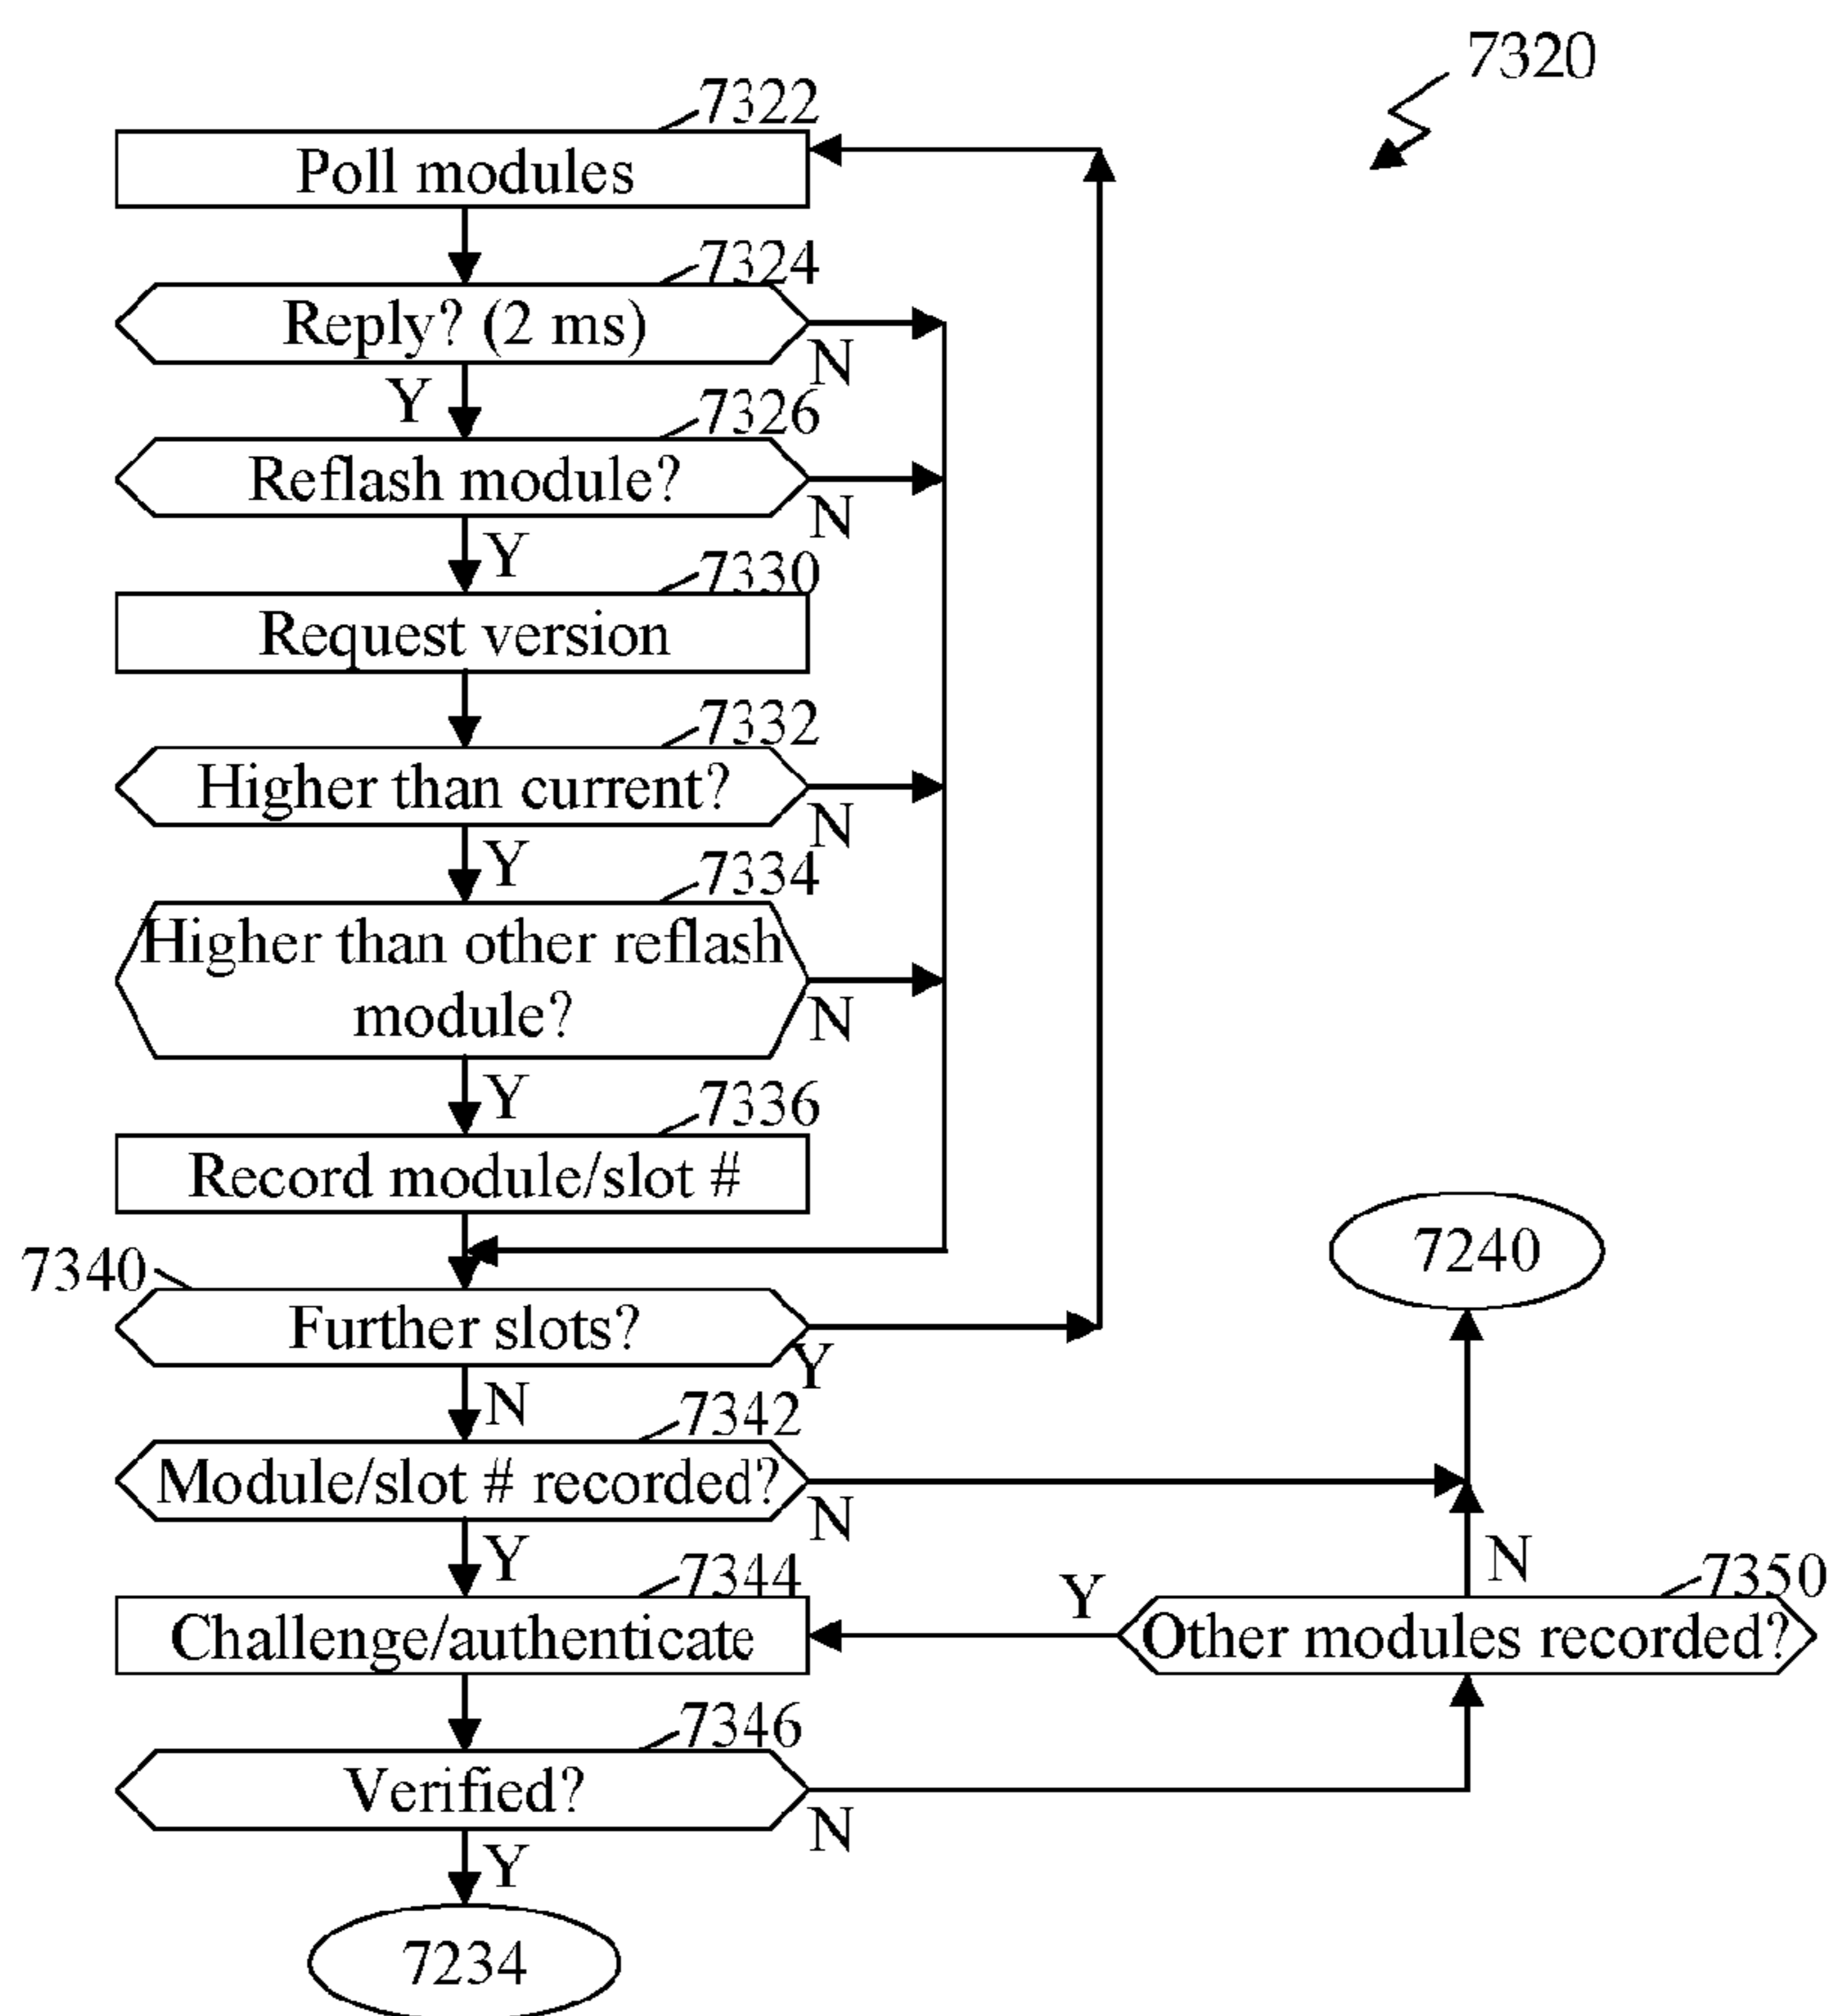 7320
7322
Poll modules
7324
Reply? (2 ms)
N
Y
7326
Reflash module?
N
Y
7330
Request version
7332
Higher than current?
N
Y
7334
Higher than other reflash
module?
N
Y
7336
Record module/slot #
7240
7340
Further slots?
Y
N
7342
Module/slot # recorded?
N
Y
N
7344
Y
7350
Challenge/authenticate
Other modules recorded?
7346
Verified?
N
Y
7234